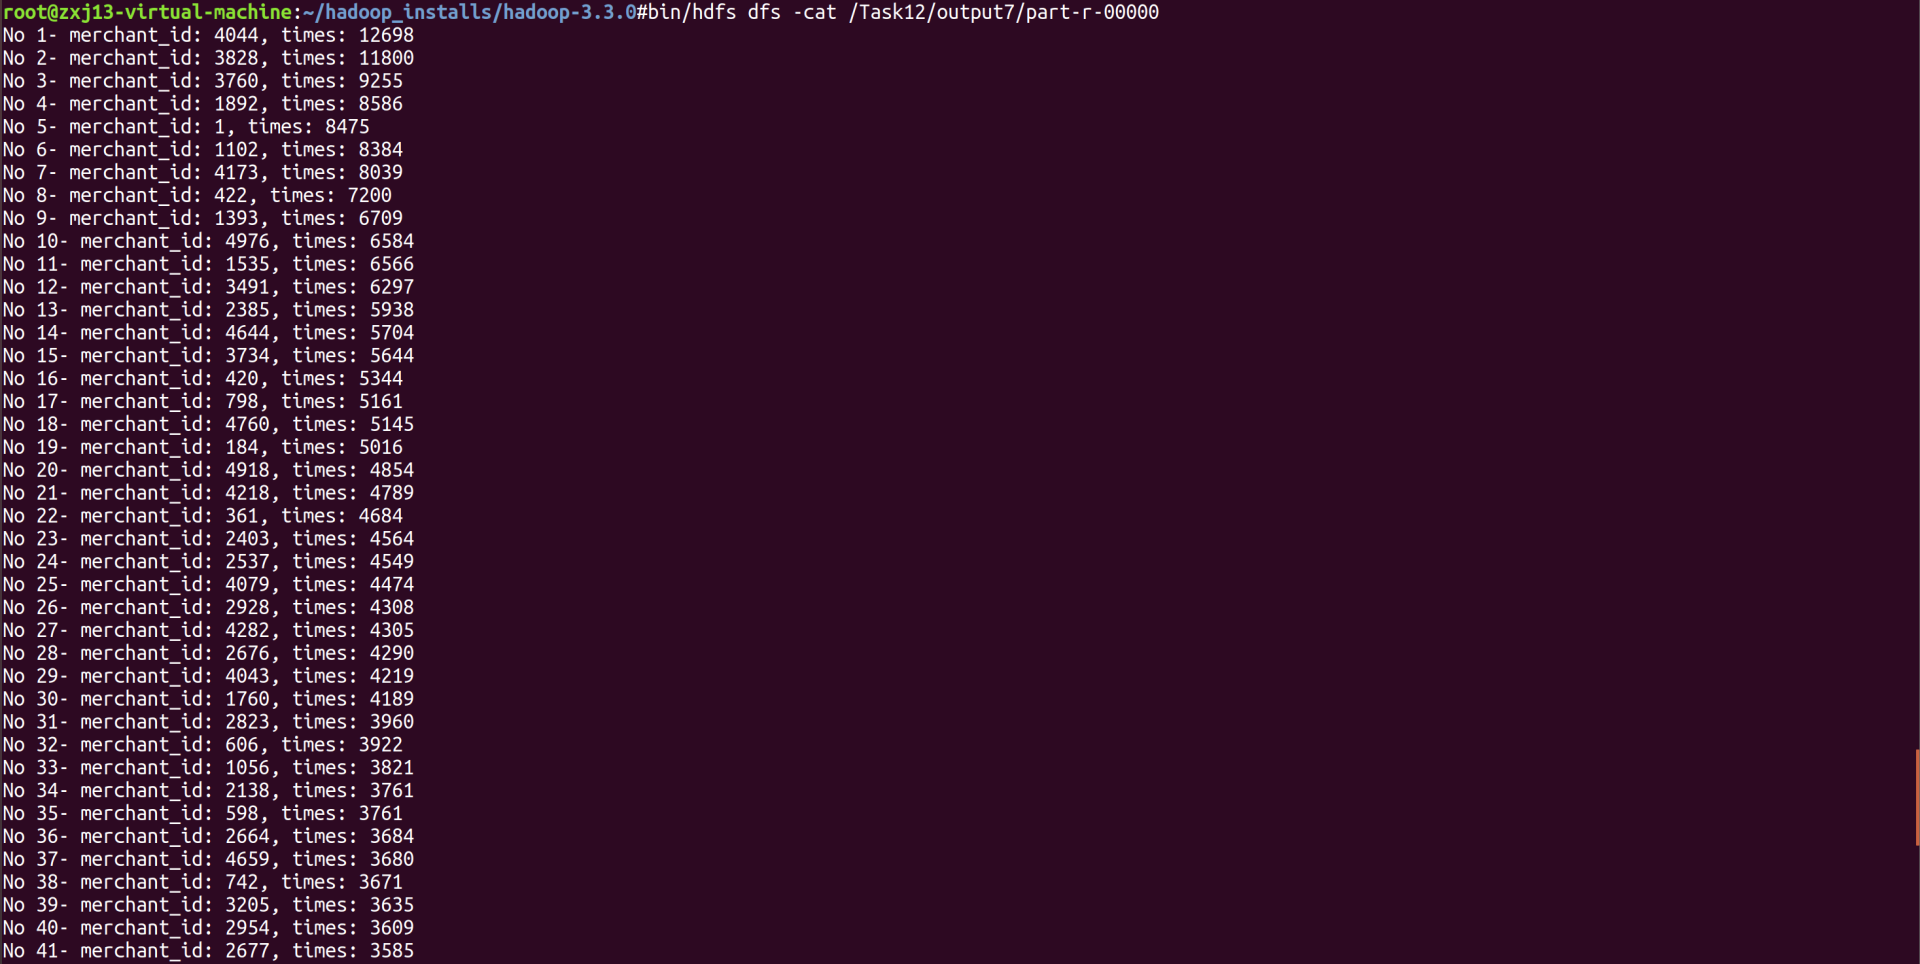 root@zxj13-virtual-machine:~/hadoop_installs/hadoop-3.3.0#bin/hdfs dfs -cat /Task12/output7/part-r-00000
No 1- merchant_id: 4044, times: 12698
No 2- merchant_id: 3828, times: 11800
No 3- merchant_id: 3760, times: 9255
No 4- merchant_id: 1892, times: 8586
No 5- merchant_id: 1, times: 8475
No 6- merchant_id: 1102, times: 8384
No 7- merchant_id: 4173, times: 8039
No 8- merchant_id: 422, times: 7200
No 9- merchant_id: 1393, times: 6709
No 10- merchant_id: 4976, times: 6584
No 11- merchant_id: 1535, times: 6566
No 12- merchant_id: 3491, times: 6297
No 13- merchant_id: 2385, times: 5938
No 14- merchant_id: 4644, times: 5704
No 15- merchant_id: 3734, times: 5644
No 16- merchant_id: 420, times: 5344
No 17- merchant_id: 798, times: 5161
No 18- merchant_id: 4760, times: 5145
No 19- merchant_id: 184, times: 5016
No 20- merchant_id: 4918, times: 4854
No 21- merchant_id: 4218, times: 4789
No 22- merchant_id: 361, times: 4684
No 23- merchant_id: 2403, times: 4564
No 24- merchant_id: 2537, times: 4549
No 25- merchant_id: 4079, times: 4474
No 26- merchant_id: 2928, times: 4308
No 27- merchant_id: 4282, times: 4305
No 28- merchant_id: 2676, times: 4290
No 29- merchant_id: 4043, times: 4219
No 30- merchant_id: 1760, times: 4189
No 31- merchant_id: 2823, times: 3960
No 32- merchant_id: 606, times: 3922
No 33- merchant_id: 1056, times: 3821
No 34- merchant_id: 2138, times: 3761
No 35- merchant_id: 598, times: 3761
No 36- merchant_id: 2664, times: 3684
No 37- merchant_id: 4659, times: 3680
No 38- merchant_id: 742, times: 3671
No 39- merchant_id: 3205, times: 3635
No 40- merchant_id: 2954, times: 3609
No 41- merchant_id: 2677, times: 3585